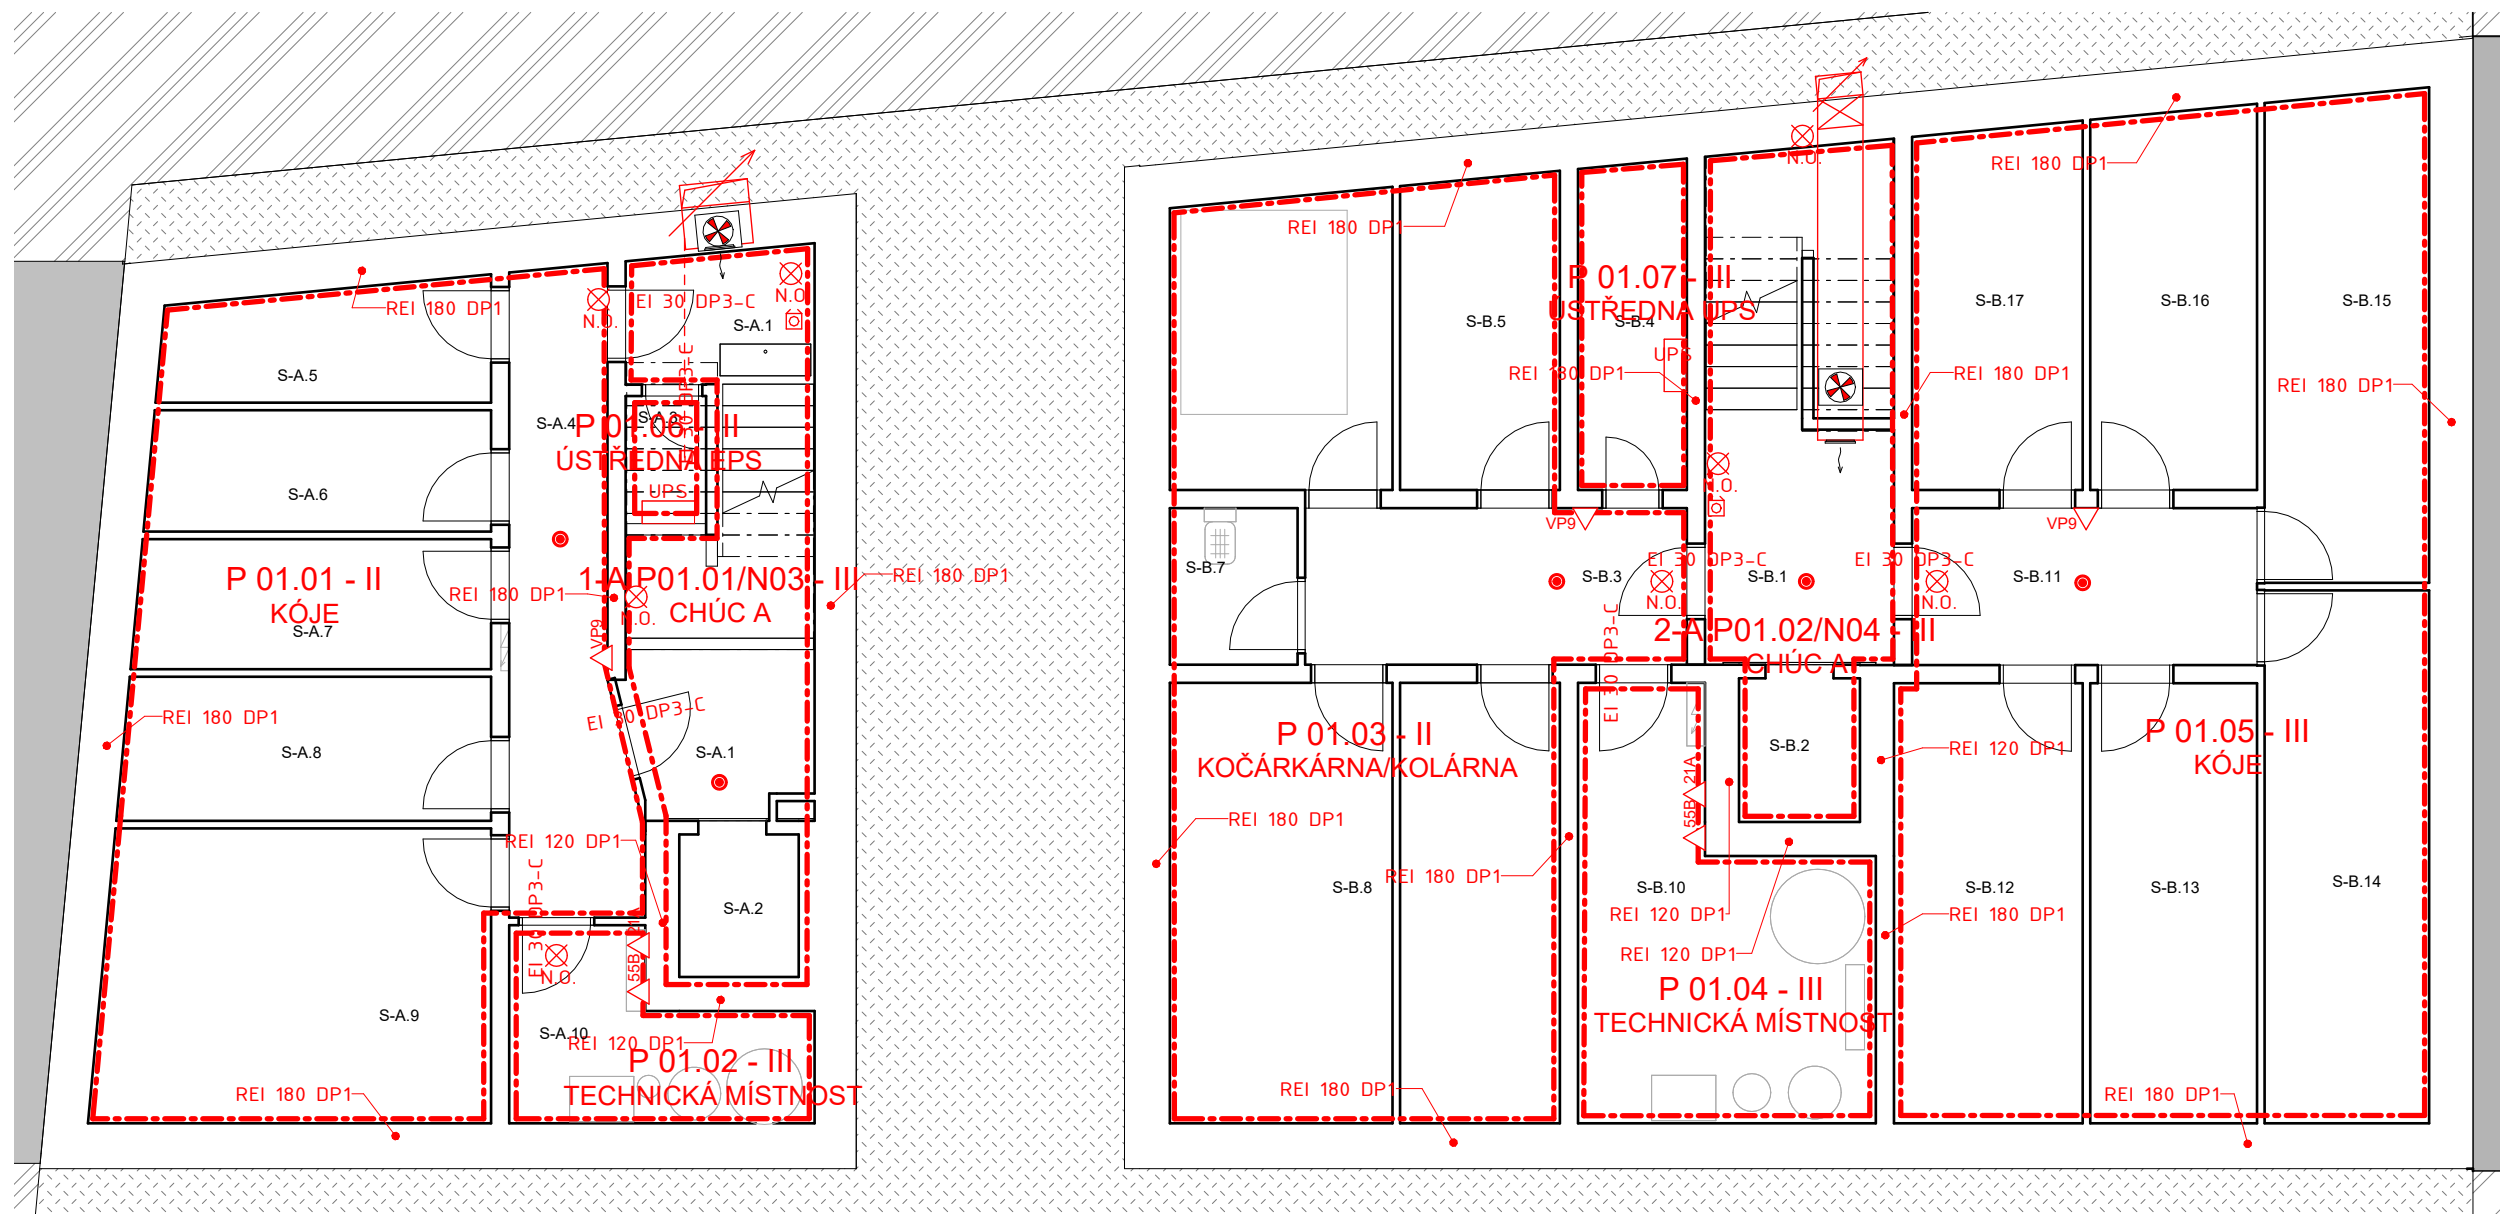 REI 180 DP1
EI 30 DP3-C
N.O.
N.O.
S-A.1
S-A.5
EI 30 DP3-C
S-A.4
S-A.3
P 01.06 - II
ÚSTŘEDNA EPS
UPS
S-A.6
P 01.01 - II
KÓJE
S-A.7
REI 180 DP1
N.O.
1-A P01.01/N03 - III
CHÚC A
REI 180 DP1
VP9
REI 180 DP1
EI 30 DP3-C
S-A.8
S-A.1
REI 120 DP1
EI 30 DP3-C
S-A.2
21A
55B
N.O.
S-A.9
S-A.10
REI 120 DP1
P 01.02 - III
TECHNICKÁ MÍSTNOST
REI 180 DP1
REI 180 DP1
N.O.
REI 180 DP1
P 01.07 - III
ÚSTŘEDNA UPS
S-B.5
S-B.4
UPS
REI 180 DP1
S-B.17
S-B.16
S-B.15
REI 180 DP1
REI 180 DP1
N.O.
VP9
VP9
S-B.7
S-B.3
EI 30 DP3-C
N.O.
S-B.1
EI 30 DP3-C
N.O.
S-B.11
EI 30 DP3-C
2-A P01.02/N04 - III
CHÚC A
P 01.03 - II
KOČÁRKÁRNA/KOLÁRNA
S-B.2
REI 120 DP1
P 01.05 - III
KÓJE
21A
55B
REI 180 DP1
REI 180 DP1
S-B.8
S-B.10
REI 120 DP1
REI 120 DP1
S-B.12
REI 180 DP1
S-B.13
S-B.14
P 01.04 - III
TECHNICKÁ MÍSTNOST
REI 180 DP1
REI 180 DP1